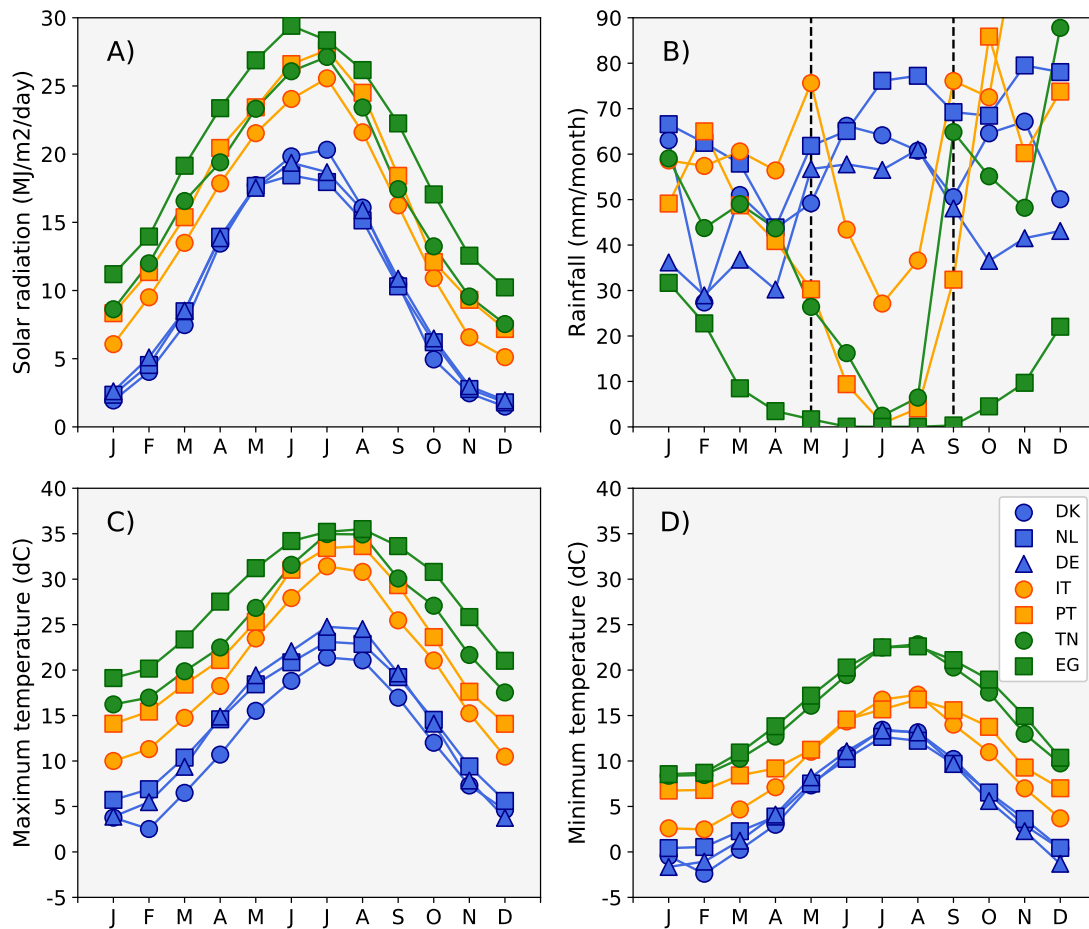 A)
Solar radiation (MJ/m2/day)
30
25
20
15
10
5
0
J F M A M J J A S O N D
B)
Rainfall (mm/month)
90
80
70
60
50
40
30
20
10
0
J F M A M J J A S O N D
C)
Maximum temperature (dC)
40
35
30
25
20
15
10
5
0
-5
J F M A M J J A S O N D
D)
Minimum temperature (dC)
40
35
30
25
20
15
10
5
0
-5
J F M A M J J A S O N D
DK
NL
DE
IT
PT
TN
EG